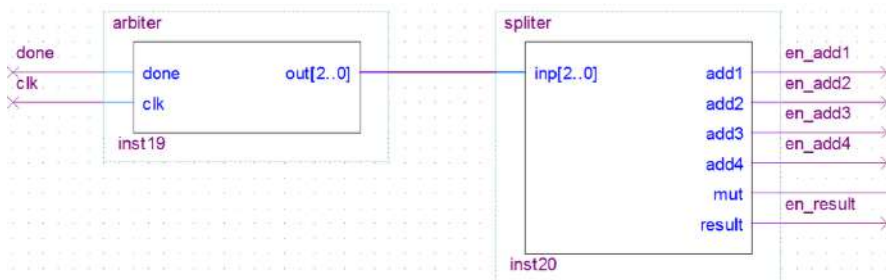 arbiter
done
clk
done
clk
out[2..0]
inst19
spliter
inp[2..0]
add1
add2
add3
add4
mut
result
en_add1
en_add2
en_add3
en_add4
en_result
inst20